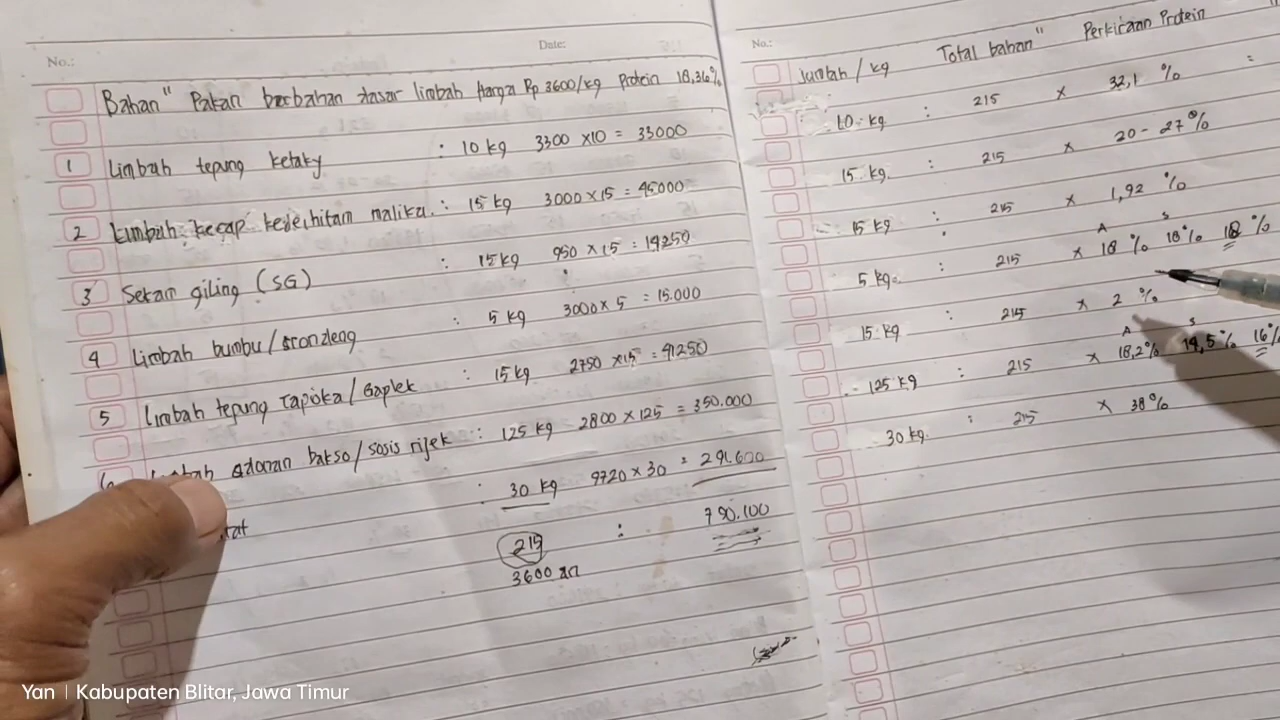 No.:
Date:
Bahan" Pakan berbahan dasar limbah Harga Rp 3600/kg Protein 18,36%
1 Limbah tepung ketaky : 10 kg 3300 x10 = 33000
2 Limbah kecap kedelhitam malika : 15 kg 3000 x 15 = 45000
3 Sekam giling (SG) : 15 kg 950 x 15 = 14250
4 Limbah bumbu/ : 5 kg 3000 x 5 = 15.000
5 limbah tepung Tapioka/Gaplek : 15 kg 2750 x 15 = 41250
6 adonan bakso/sosis rijek : 125 kg 2800 x 125 = 350.000
: 30 kg 9720 x 30 = 291.600
215 : 790.100
3600 an
No.:
Jumlah / kg Total bahan" Perkiraan Protein
10 kg : 215 x 33,1 % =
15 kg : 215 x 20 - 27 %
15 kg : 215 x 1,92 %
A S
5 kg : 215 x 18 % 18% 18 %
15 kg : 215 x 2 %
A S
125 kg : 215 x 18,2% 14,5% 16%
30 kg : 215 x 38%
Yan | Kabupaten Blitar, Jawa Timur